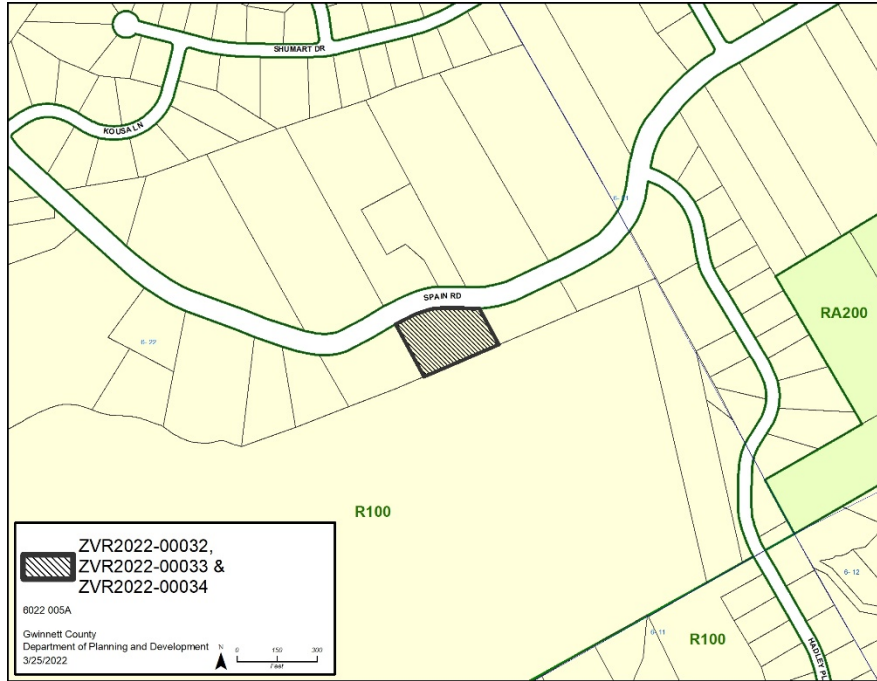 SHUMART DR
KOUSA LN
SPAIN RD
6- 22
RA200
R100
6- 12
6- 11
R100
HADLEY PL
ZVR2022-00032,
ZVR2022-00033 &
ZVR2022-00034
6022 005A
Gwinnett County
Department of Planning and Development
3/25/2022
N
0 150 300
Feet